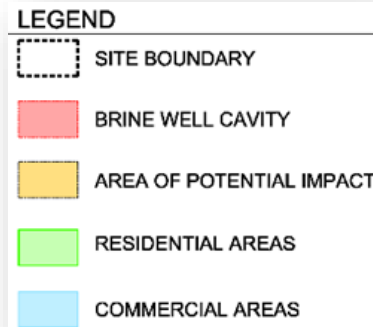 LEGEND
SITE BOUNDARY
BRINE WELL CAVITY
AREA OF POTENTIAL IMPACT
RESIDENTIAL AREAS
COMMERCIAL AREAS